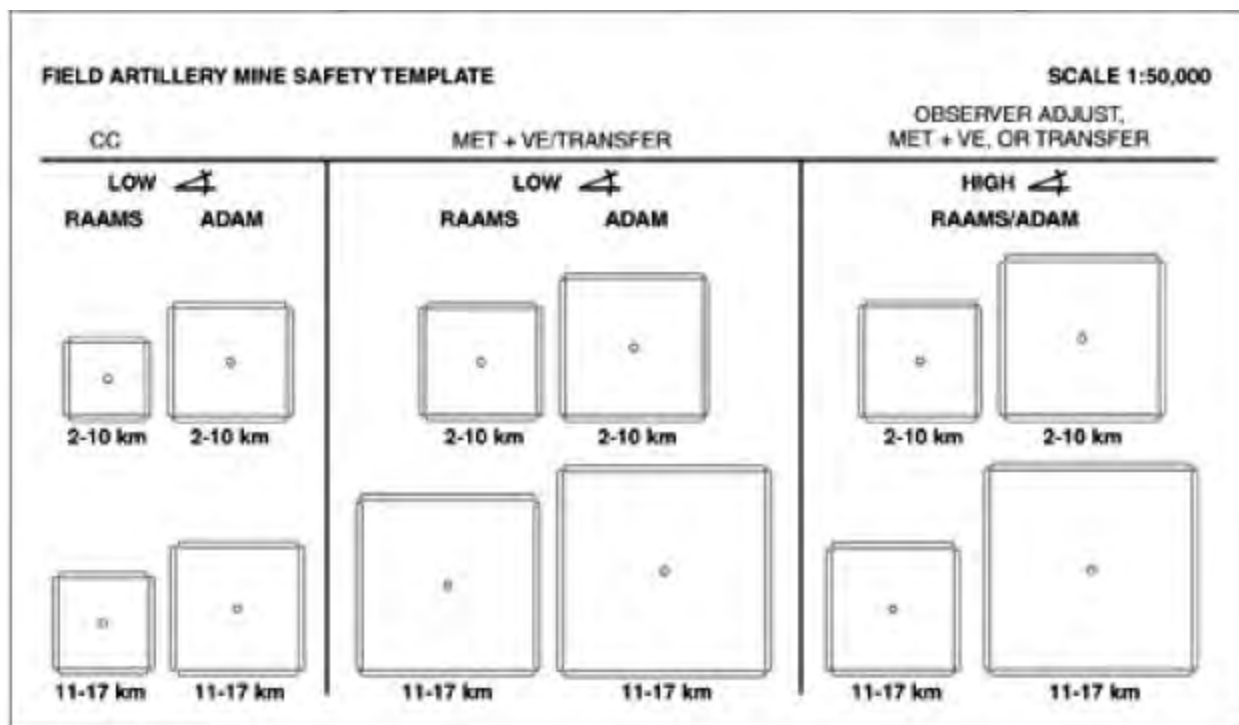 FIELD ARTILLERY MINE SAFETY TEMPLATE SCALE 1:50,000
CC
MET + VE/TRANSFER
OBSERVER ADJUST,
MET + VE, OR TRANSFER
LOW
RAAMS ADAM
2-10 km 2-10 km
11-17 km 11-17 km
LOW
RAAMS ADAM
2-10 km 2-10 km
11-17 km 11-17 km
HIGH
RAAMS/ADAM
2-10 km 2-10 km
11-17 km 11-17 km